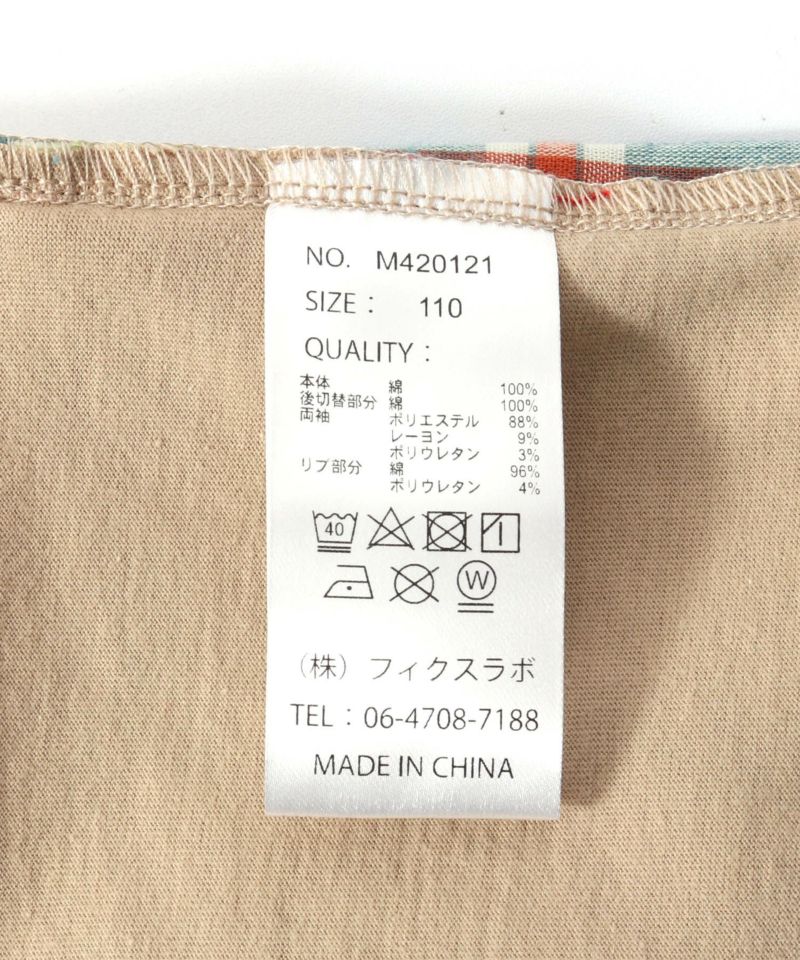 NO. M420121
SIZE： 110
QUALITY：
本体 綿 100%
後切替部分 綿 100%
両袖 ポリエステル 88%
レーヨン 9%
ポリウレタン 3%
リブ部分 綿 96%
ポリウレタン 4%
40
W
（株）フィクスラボ
TEL：06-4708-7188
MADE IN CHINA